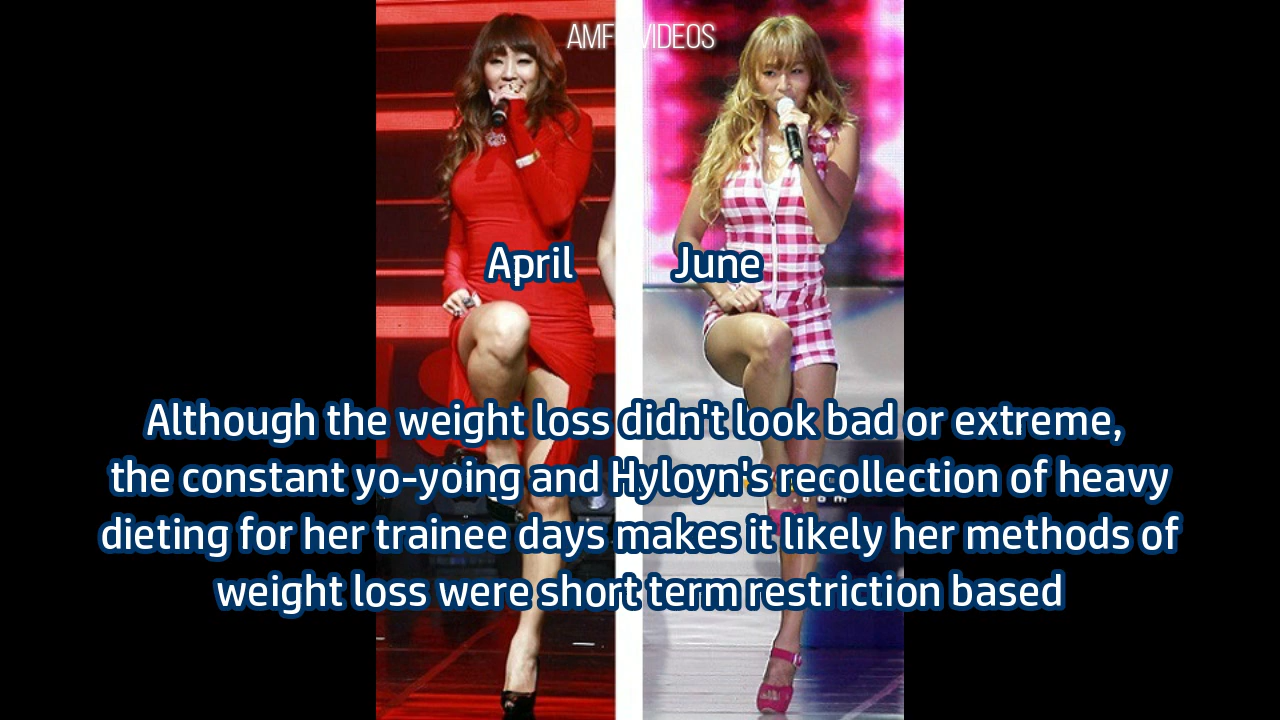 AMF VIDEOS
April June
Although the weight loss didn't look bad or extreme,
the constant yo-yoing and Hyloyn's recollection of heavy
dieting for her trainee days makes it likely her methods of
weight loss were short term restriction based
.com